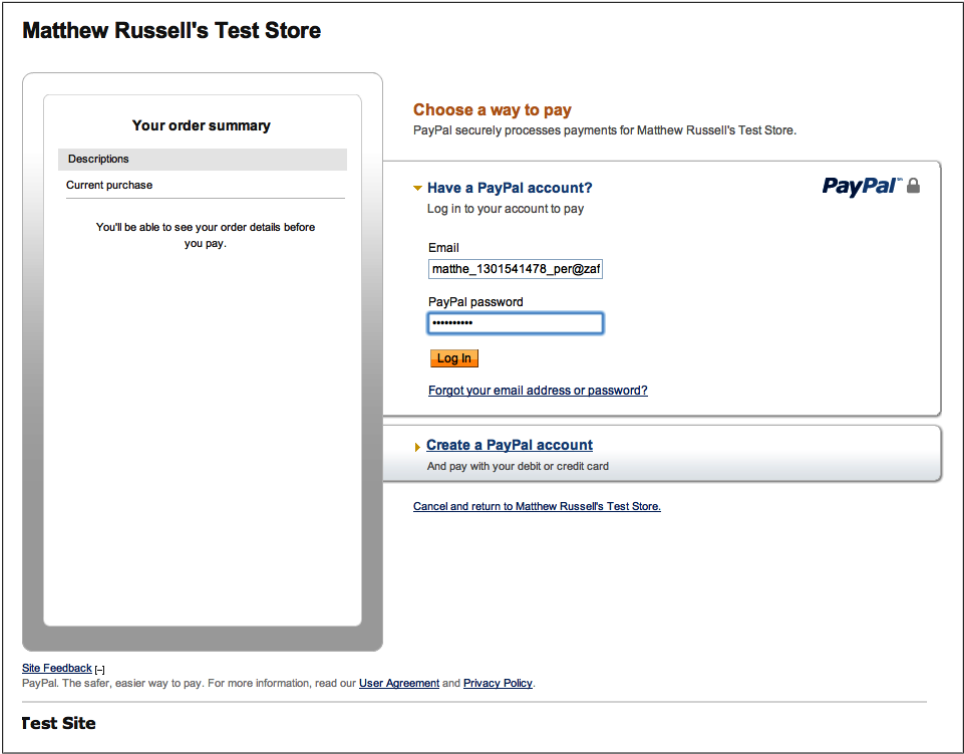 Matthew Russell's Test Store
Your order summary
Descriptions
Current purchase
You'll be able to see your order details before
you pay.
Choose a way to pay
PayPal securely processes payments for Matthew Russell's Test Store.
Have a PayPal account?
PayPal™
Log in to your account to pay
Email
matthe_1301541478_per@zaf
PayPal password
••••••••••
Log In
Forgot your email address or password?
Create a PayPal account
And pay with your debit or credit card
Cancel and return to Matthew Russell's Test Store.
Site Feedback [–]
PayPal. The safer, easier way to pay. For more information, read our User Agreement and Privacy Policy.
Test Site